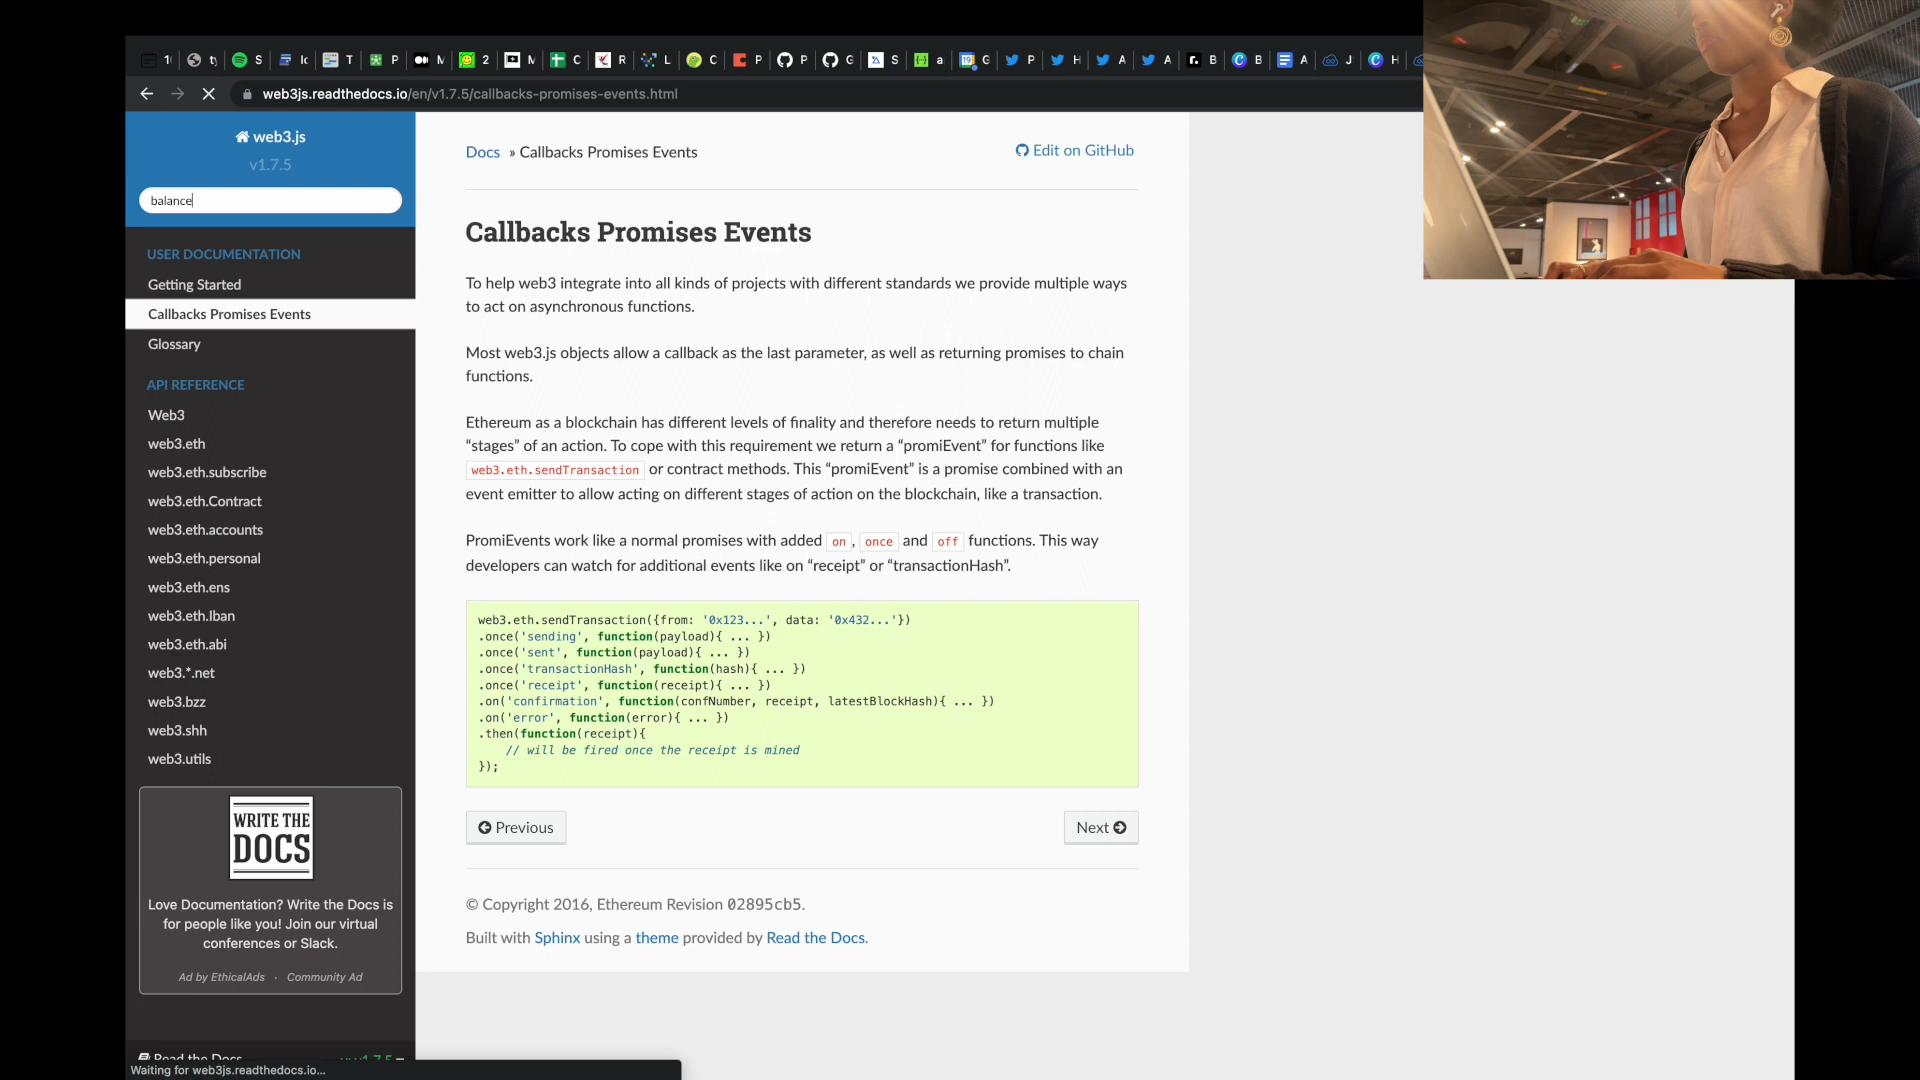 web3js.readthedocs.io/en/v1.7.5/callbacks-promises-events.html
web3.js
v1.7.5
balance
USER DOCUMENTATION
Getting Started
Callbacks Promises Events
Glossary
API REFERENCE
Web3
web3.eth
web3.eth.subscribe
web3.eth.Contract
web3.eth.accounts
web3.eth.personal
web3.eth.ens
web3.eth.Iban
web3.eth.abi
web3.*.net
web3.bzz
web3.shh
web3.utils
WRITE THE
DOCS
Love Documentation? Write the Docs is
for people like you! Join our virtual
conferences or Slack.
Ad by EthicalAds · Community Ad
Read the Docs
Waiting for web3js.readthedocs.io...
Docs » Callbacks Promises Events
Edit on GitHub
Callbacks Promises Events
To help web3 integrate into all kinds of projects with different standards we provide multiple ways
to act on asynchronous functions.
Most web3.js objects allow a callback as the last parameter, as well as returning promises to chain
functions.
Ethereum as a blockchain has different levels of finality and therefore needs to return multiple
“stages” of an action. To cope with this requirement we return a “promiEvent” for functions like
web3.eth.sendTransaction or contract methods. This “promiEvent” is a promise combined with an
event emitter to allow acting on different stages of action on the blockchain, like a transaction.
PromiEvents work like a normal promises with added on, once and off functions. This way
developers can watch for additional events like on “receipt” or “transactionHash”.
web3.eth.sendTransaction({from: '0x123...', data: '0x432...'})
.once('sending', function(payload){ ... })
.once('sent', function(payload){ ... })
.once('transactionHash', function(hash){ ... })
.once('receipt', function(receipt){ ... })
.on('confirmation', function(confNumber, receipt, latestBlockHash){ ... })
.on('error', function(error){ ... })
.then(function(receipt){
// will be fired once the receipt is mined
});
Previous
Next
© Copyright 2016, Ethereum Revision 02895cb5.
Built with Sphinx using a theme provided by Read the Docs.